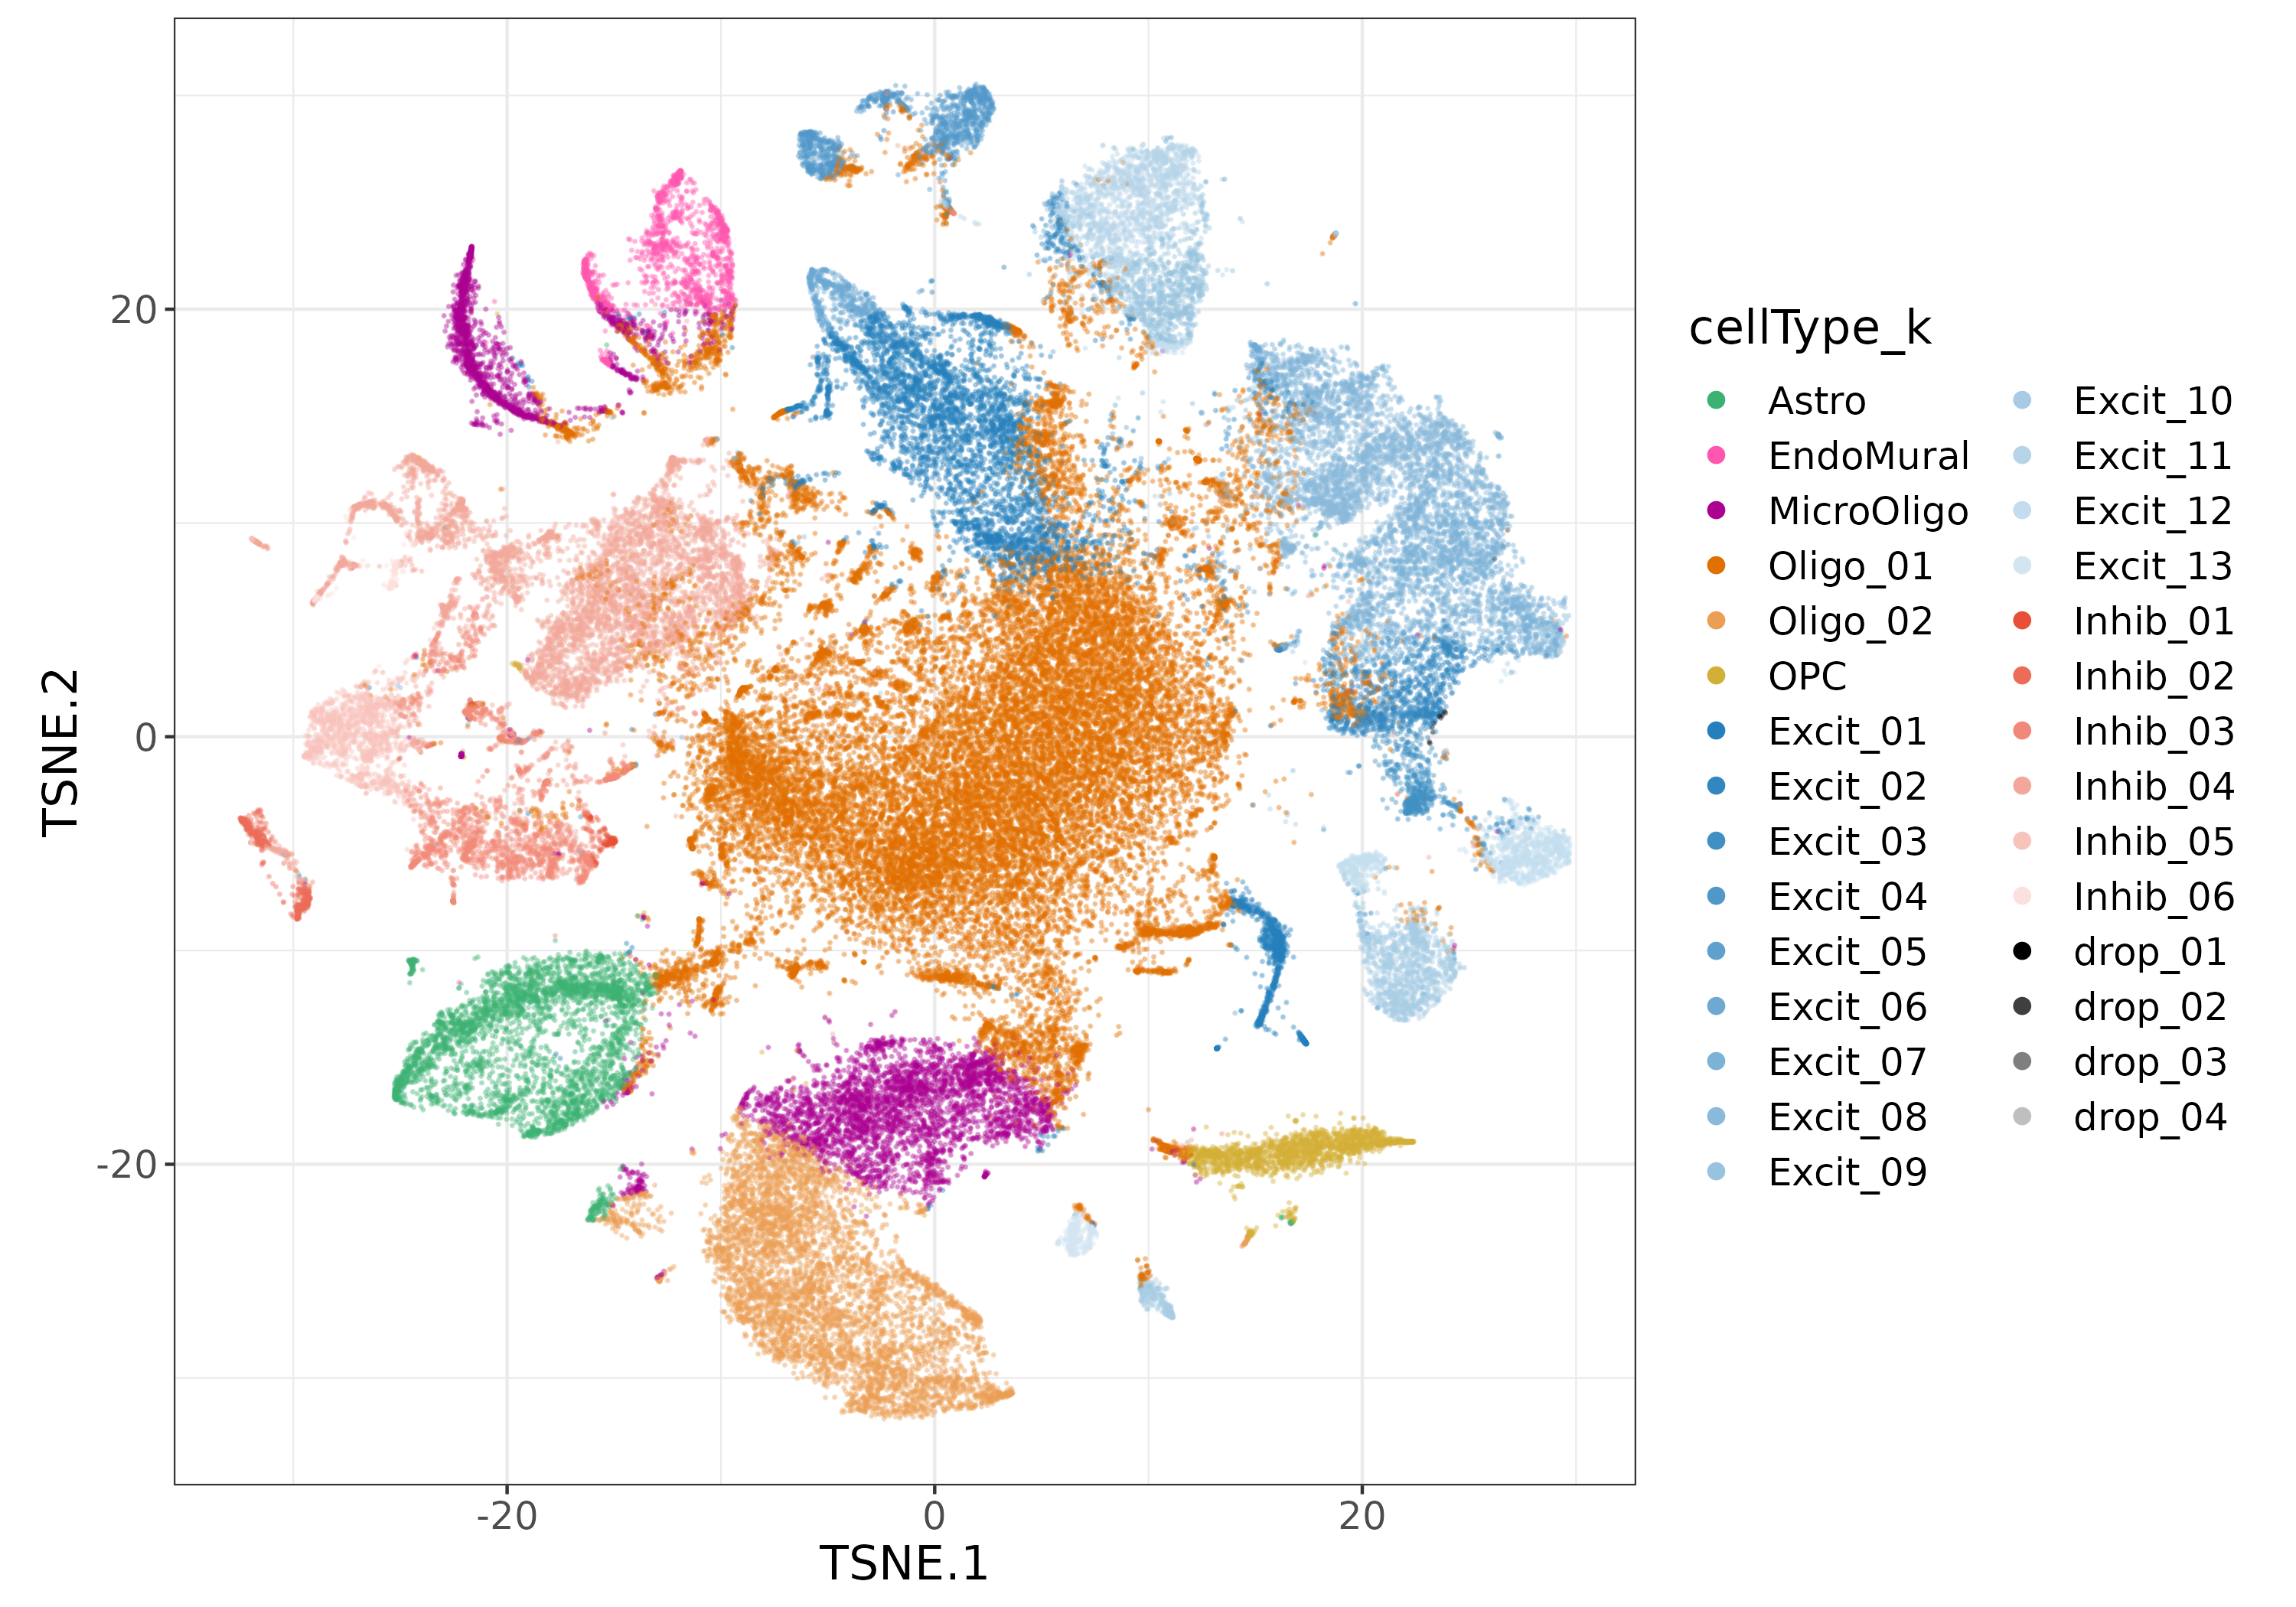 20
0
-20
TSNE.2
-20
0
20
TSNE.1
cellType_k
Astro
EndoMural
MicroOligo
Oligo_01
Oligo_02
OPC
Excit_01
Excit_02
Excit_03
Excit_04
Excit_05
Excit_06
Excit_07
Excit_08
Excit_09
Excit_10
Excit_11
Excit_12
Excit_13
Inhib_01
Inhib_02
Inhib_03
Inhib_04
Inhib_05
Inhib_06
drop_01
drop_02
drop_03
drop_04